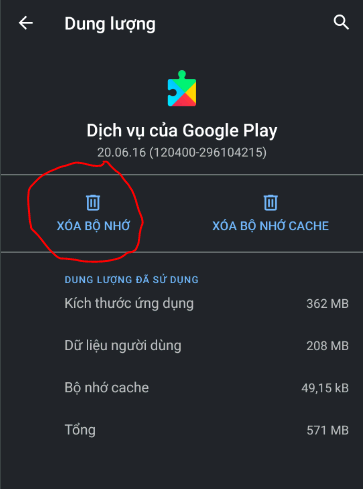 Dung lượng
Dịch vụ của Google Play
20.06.16 (120400-296104215)
XÓA BỘ NHỚ
XÓA BỘ NHỚ CACHE
DUNG LƯỢNG ĐÃ SỬ DỤNG
Kích thước ứng dụng 362 MB
Dữ liệu người dùng 208 MB
Bộ nhớ cache 49,15 kB
Tổng 571 MB